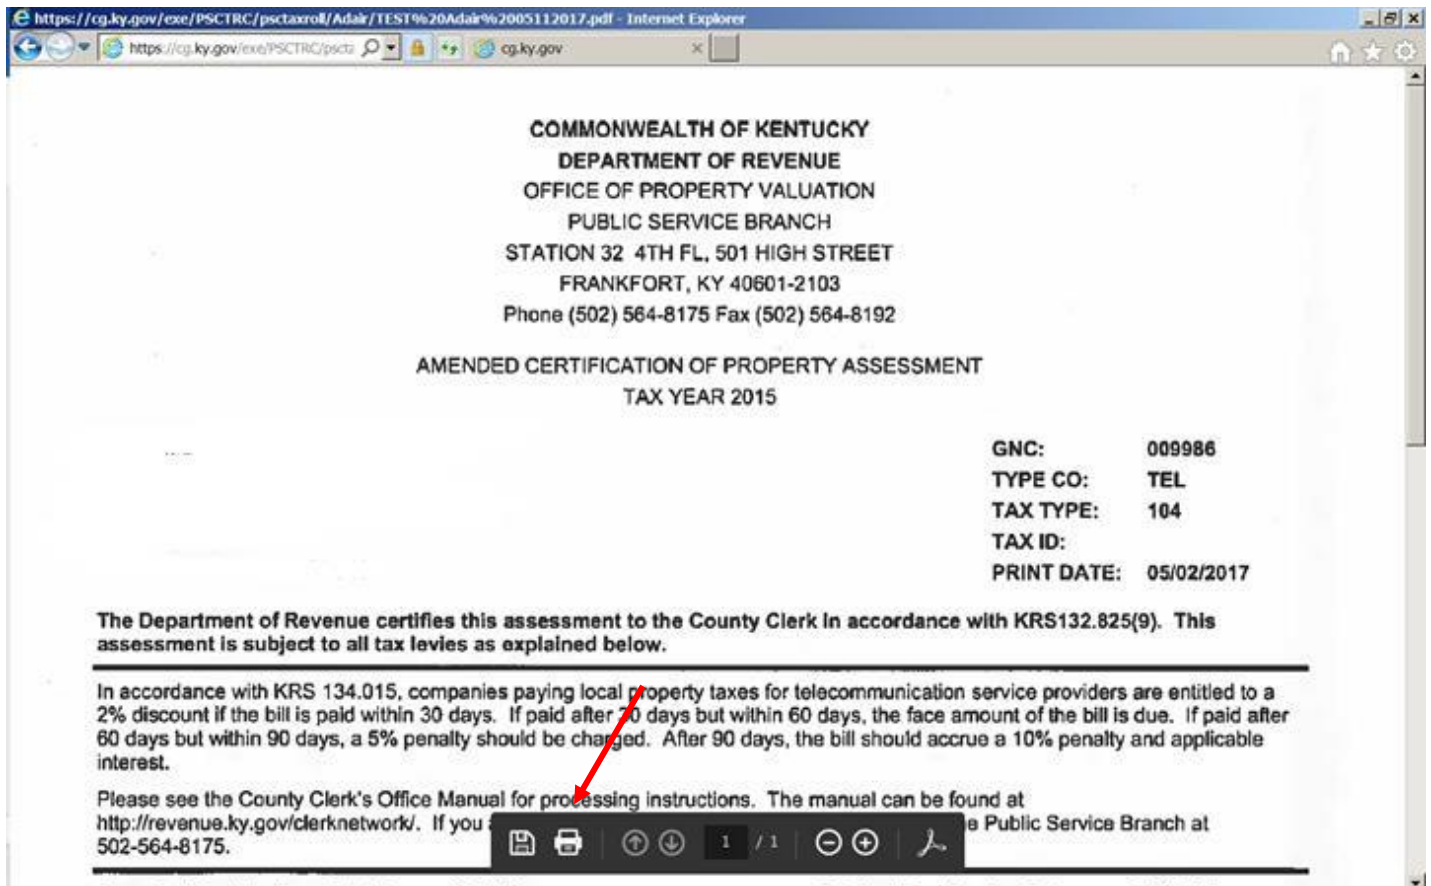 https://cg.ky.gov/exe/PSCTRC/psctaxroll/Adair/TEST%20Adair%2005112017.pdf - Internet Explorer
https://cg.ky.gov/exe/PSCTRC/pscta
cg.ky.gov
COMMONWEALTH OF KENTUCKY
DEPARTMENT OF REVENUE
OFFICE OF PROPERTY VALUATION
PUBLIC SERVICE BRANCH
STATION 32 4TH FL, 501 HIGH STREET
FRANKFORT, KY 40601-2103
Phone (502) 564-8175 Fax (502) 564-8192
AMENDED CERTIFICATION OF PROPERTY ASSESSMENT
TAX YEAR 2015
GNC: 009986
TYPE CO: TEL
TAX TYPE: 104
TAX ID:
PRINT DATE: 05/02/2017
The Department of Revenue certifies this assessment to the County Clerk in accordance with KRS132.825(9). This
assessment is subject to all tax levies as explained below.
In accordance with KRS 134.015, companies paying local property taxes for telecommunication service providers are entitled to a
2% discount if the bill is paid within 30 days. If paid after 30 days but within 60 days, the face amount of the bill is due. If paid after
60 days but within 90 days, a 5% penalty should be charged. After 90 days, the bill should accrue a 10% penalty and applicable
interest.
Please see the County Clerk's Office Manual for processing instructions. The manual can be found at
http://revenue.ky.gov/clerknetwork/. If you Public Service Branch at
502-564-8175.
1 / 1